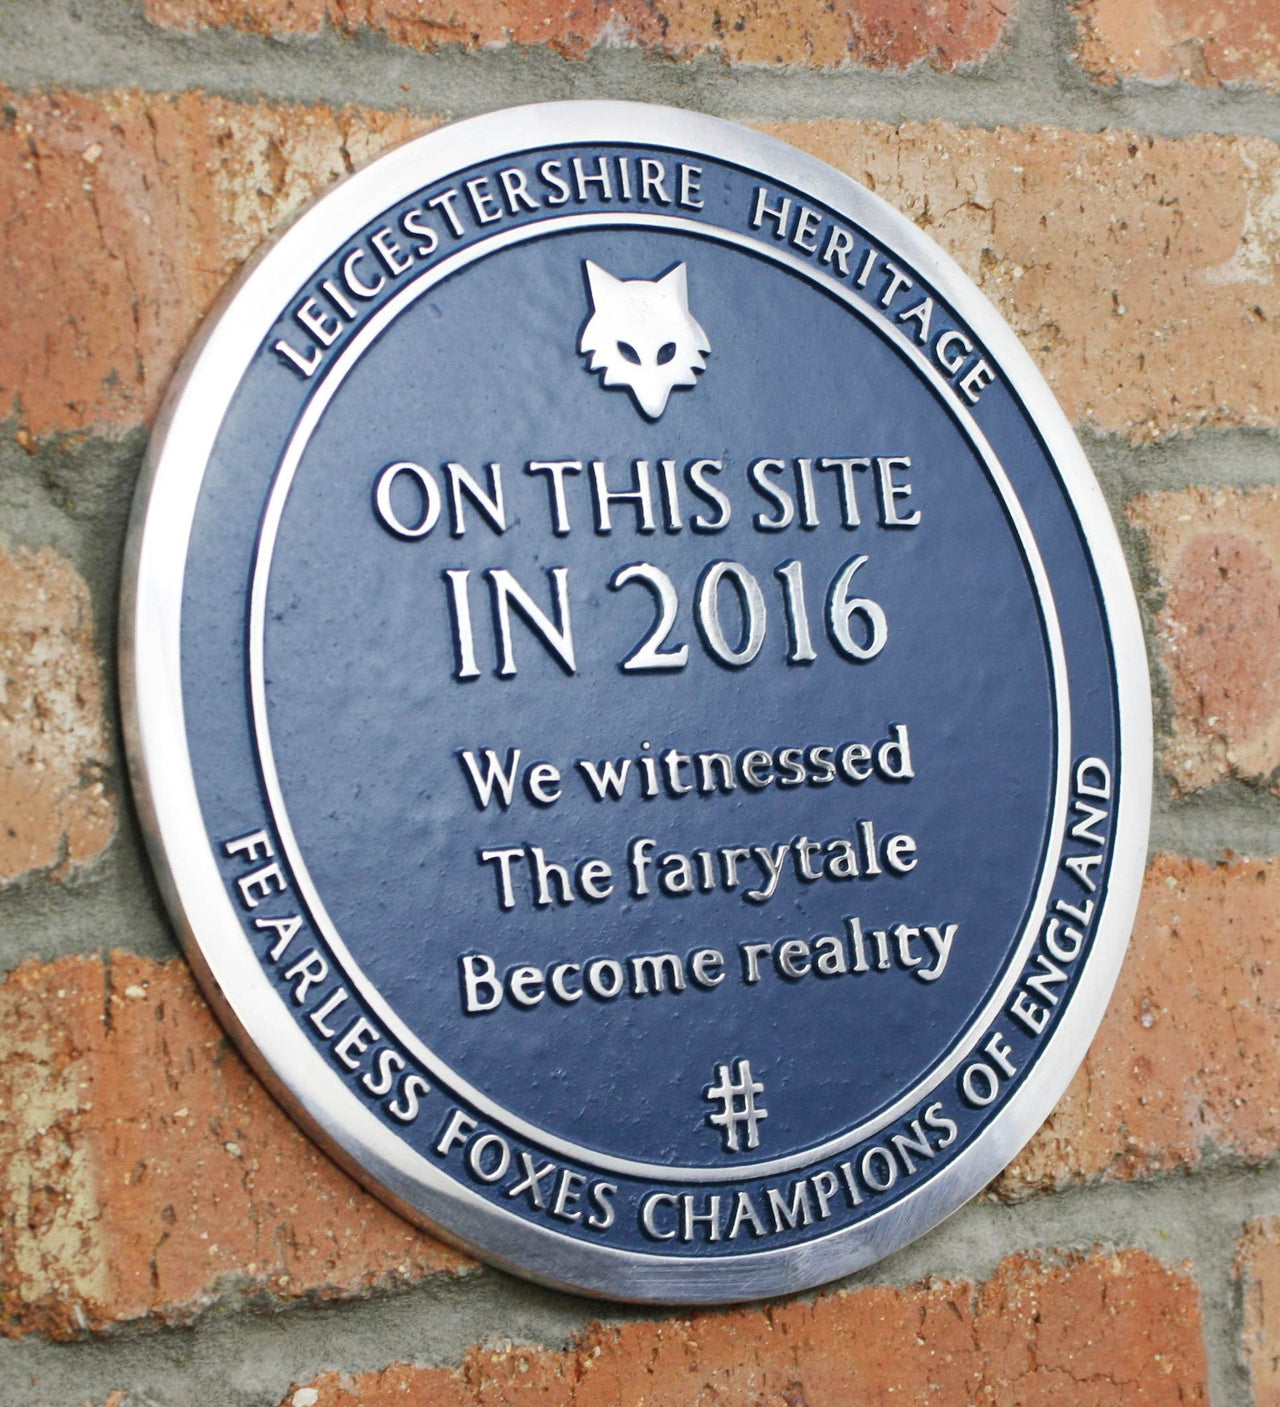 LEICESTERSHIRE HERITAGE
ON THIS SITE
IN 2016
We witnessed
The fairytale
Become reality
#
FEARLESS FOXES CHAMPIONS OF ENGLAND